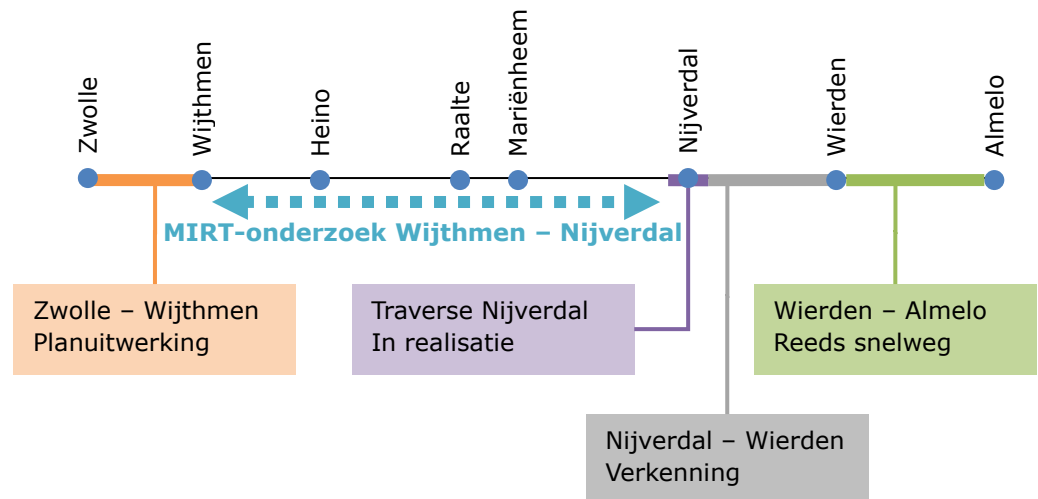 Zwolle
Wijthmen
Heino
Raalte
Mariënheem
Nijverdal
Wierden
Almelo
MIRT-onderzoek Wijthmen – Nijverdal
Zwolle – Wijthmen
Planuitwerking
Traverse Nijverdal
In realisatie
Wierden – Almelo
Reeds snelweg
Nijverdal – Wierden
Verkenning